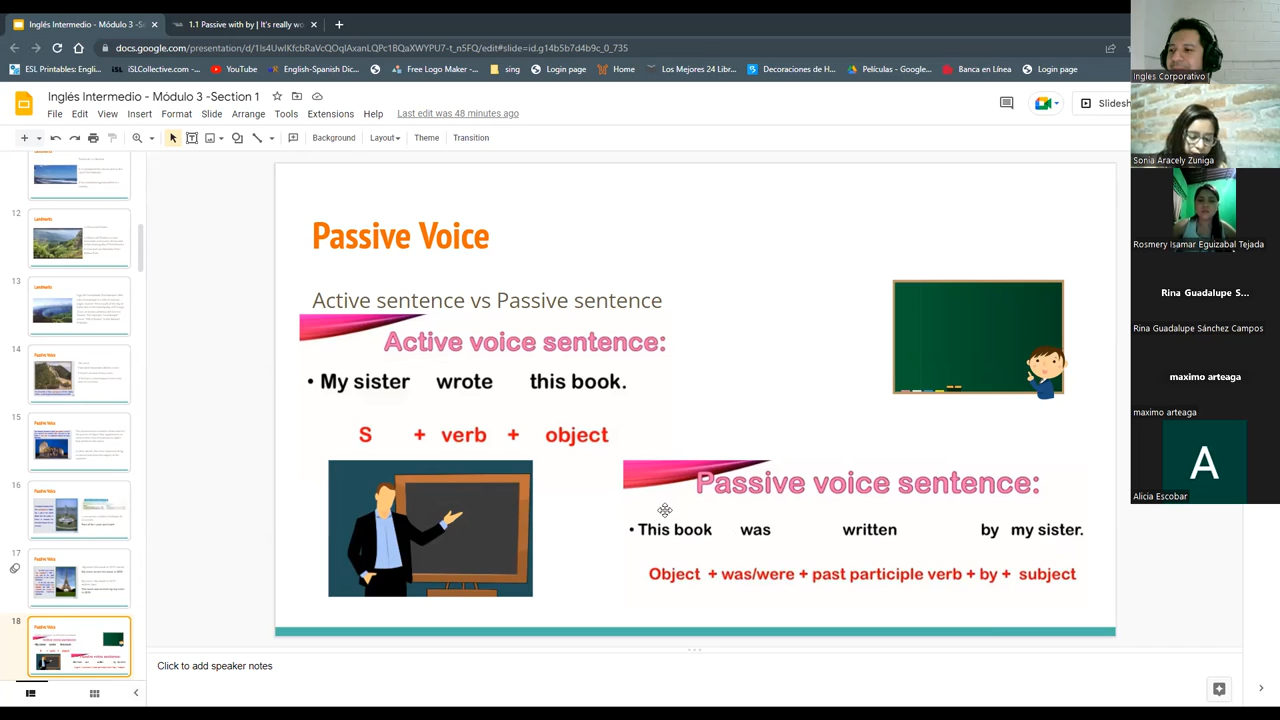 Inglés Intermedio - Módulo 3 -Se
1.1 Passive with by | It's really wo
docs.google.com/presentation/d/1Is4UwIKfcbRaVcQOqlAxanLQPc1BQaXWYPU7-t_n5FQ/edit#slide=id.g14b5b7d4b9c_0_735
ESL Printables: Engli...
iSLCollective.com -...
YouTube
English-Spanish Dic...
Free Logo Maker -...
sing
Login page
Home
Los Mejores 24 Libr...
Decoraciones de H...
Películas - Google...
Banca en Línea
Login page
Inglés Intermedio - Módulo 3 -Section 1
File Edit View Insert Format Slide Arrange Tools Extensions Help
Last edit was 48 minutes ago
Slidesh
Background
Layout
Theme
Transition
12
13
14
15
16
17
18
Passive Voice
Active sentence vs Passive sentence
Active voice sentence:
• My sister wrote this book.
S + verb + object
Passive voice sentence:
• This book was written by my sister.
Object + was/were + past participle verb + by + subject
Click to add speaker notes
Ingles Corporativo
Sonia Aracely Zuniga
Rosmery Isamar Eguizabal Tejada
Rina Guadalupe S...
Rina Guadalupe Sánchez Campos
maximo arteaga
maximo arteaga
A
Alicia Escobar